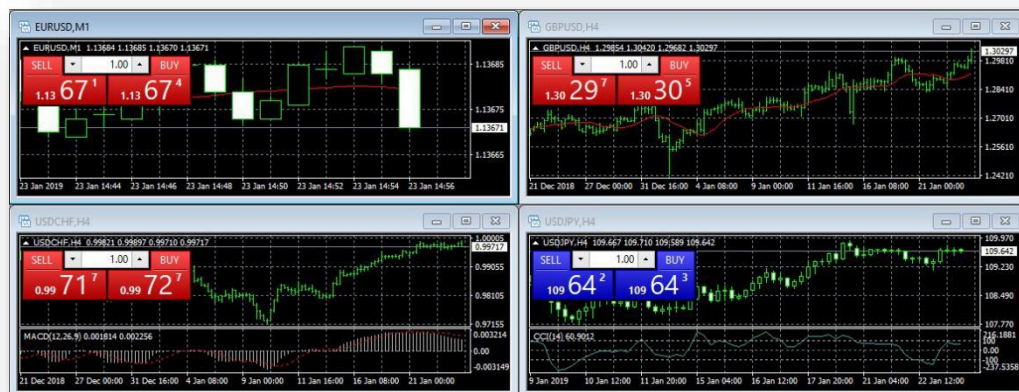 EURUSD,M1
EURUSD,M1 1.13684 1.13685 1.13670 1.13671
SELL 1.00 BUY
1.13 67 1 1.13 67 4
1.13685
1.13675
1.13671
1.13665
23 Jan 2019 23 Jan 14:44 23 Jan 14:46 23 Jan 14:48 23 Jan 14:50 23 Jan 14:52 23 Jan 14:54 23 Jan 14:56
GBPUSD,H4
GBPUSD,H4 1.29854 1.30420 1.29682 1.30297
SELL 1.00 BUY
1.30 29 7 1.30 30 5
1.30297
1.29810
1.28410
1.27010
1.25610
1.24210
21 Dec 2018 27 Dec 00:00 31 Dec 16:00 4 Jan 08:00 9 Jan 00:00 11 Jan 16:00 16 Jan 08:00 21 Jan 00:00
USDCHF,H4
USDCHF,H4 0.99821 0.99897 0.99710 0.99717
SELL 1.00 BUY
0.99 71 7 0.99 72 7
1.00005
0.99717
0.99055
0.98105
0.97155
MACD(12,26,9) 0.001814 0.002256
0.003214
0.00
-0.003149
21 Dec 2018 27 Dec 00:00 31 Dec 16:00 4 Jan 08:00 9 Jan 00:00 11 Jan 16:00 16 Jan 08:00 21 Jan 00:00
USDJPY,H4
USDJPY,H4 109.667 109.710 109.589 109.642
SELL 1.00 BUY
109 64 2 109 64 3
109.970
109.642
109.230
108.490
107.770
CCI(14) 60.9012
716.1881
100
0.00
-100
-237.5358
9 Jan 2019 10 Jan 12:00 11 Jan 20:00 15 Jan 04:00 16 Jan 12:00 17 Jan 20:00 21 Jan 04:00 22 Jan 12:00